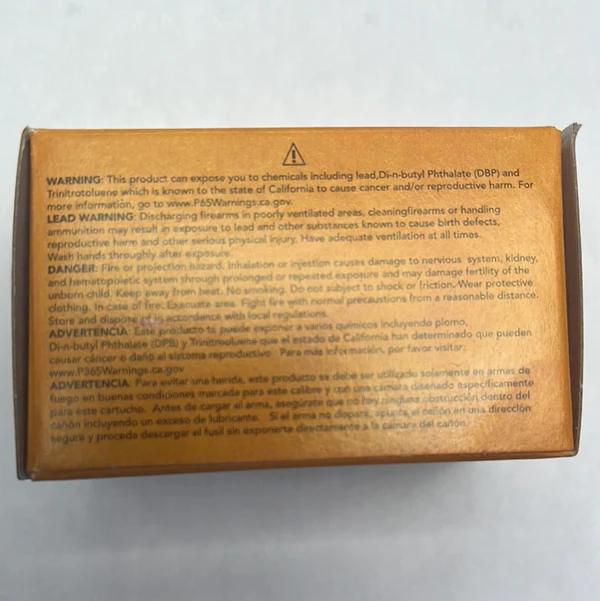 WARNING: This product can expose you to chemicals including lead,Di-n-butyl Phthalate (DBP) and
Trinitrotoluene which is known to the state of California to cause cancer and/or reproductive harm. For
more information, go to www.P65Warnings.ca.gov.
LEAD WARNING: Discharging firearms in poorly ventilated areas, cleaningfirearms or handling
ammunition may result in exposure to lead and other substances known to cause birth defects,
reproductive harm and other serious physical injury. Have adequate ventilation at all times.
Wash hands throughly after exposure.
DANGER: Fire or projection hazard. Inhalation or injestion causes damage to nervious system, kidney,
and hematopoietic system through prolonged or repeated exposure and may damage fertility of the
unborn child. Keep away from heat. No smoking. Do not subject to shock or friction. Wear protective
clothing. In case of fire: Evacuate area. Fight fire with normal precaustions from a reasonable distance.
Store and dispose of in accordence with local regulations.
ADVERTENCIA: Este producto ts puede exponer a varios quimicos incluyendo plomo,
Di-n-butyl Phthalate (DPB) y Trinitrotoluene que el estado de California han determinado que pueden
causar cáncer o daño al sistema reproductivo Para más información, por favor visitar:
www.P365Warnings.ca.gov
ADVERTENCIA: Para evitar una herida, este producto se debe ser utilizado solamente en armas de
fuego en buenas condiciones marcada para este calibre y con una cámara diseñado específicamente
para este cartucho. Antes de cargar el arma, asegúrate que no hay ninguna obstrucción dentro del
cañón incluyendo un exceso de lubricante. Si el arma no dispara, apunta el cañón en una dirección
segura y proceda descargar el fusil sin exponerta directamente a la camara del cañón.